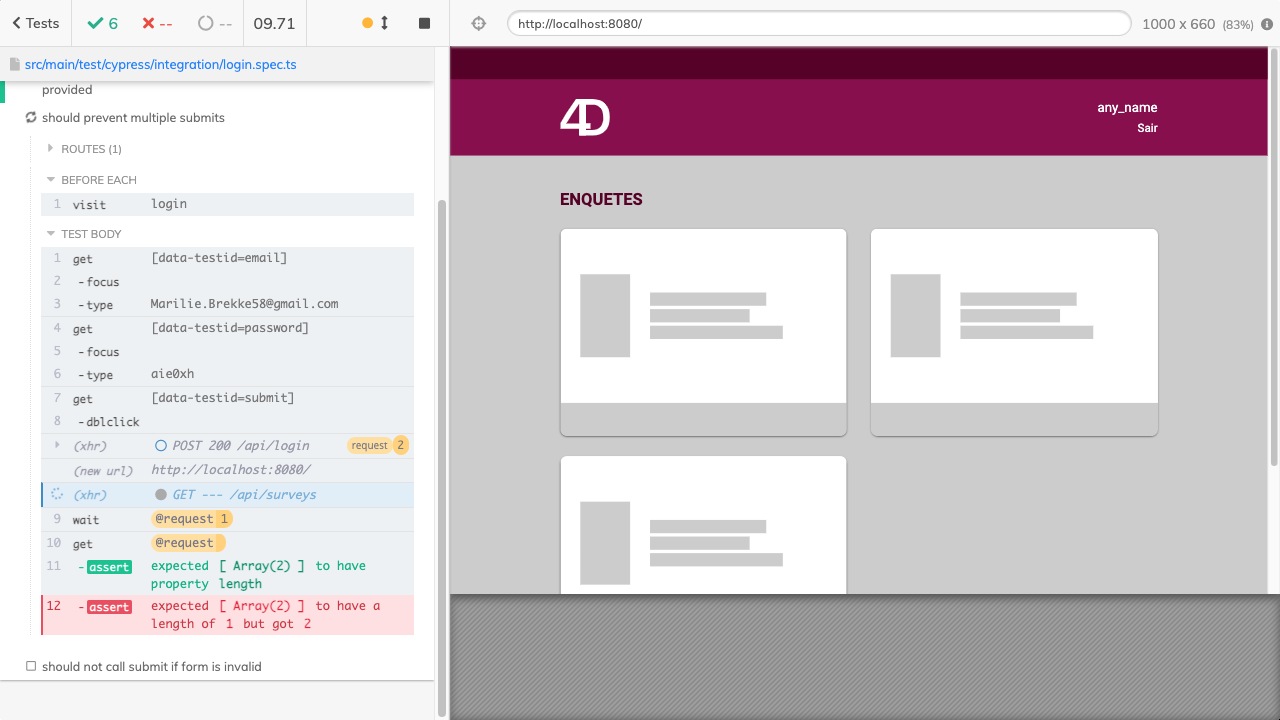 Tests
6
--
--
09.71
http://localhost:8080/
1000 x 660 (83%)
src/main/test/cypress/integration/login.spec.ts
provided
should prevent multiple submits
ROUTES (1)
BEFORE EACH
1 visit login
TEST BODY
1 get [data-testid=email]
2 -focus
3 -type Marilie.Brekke58@gmail.com
4 get [data-testid=password]
5 -focus
6 -type aie0xh
7 get [data-testid=submit]
8 -dblclick
(xhr) POST 200 /api/login request 2
(new url) http://localhost:8080/
(xhr) GET --- /api/surveys
9 wait @request 1
10 get @request
11 -assert expected [ Array(2) ] to have
property length
12 -assert expected [ Array(2) ] to have a
length of 1 but got 2
should not call submit if form is invalid
4D
any_name
Sair
ENQUETES